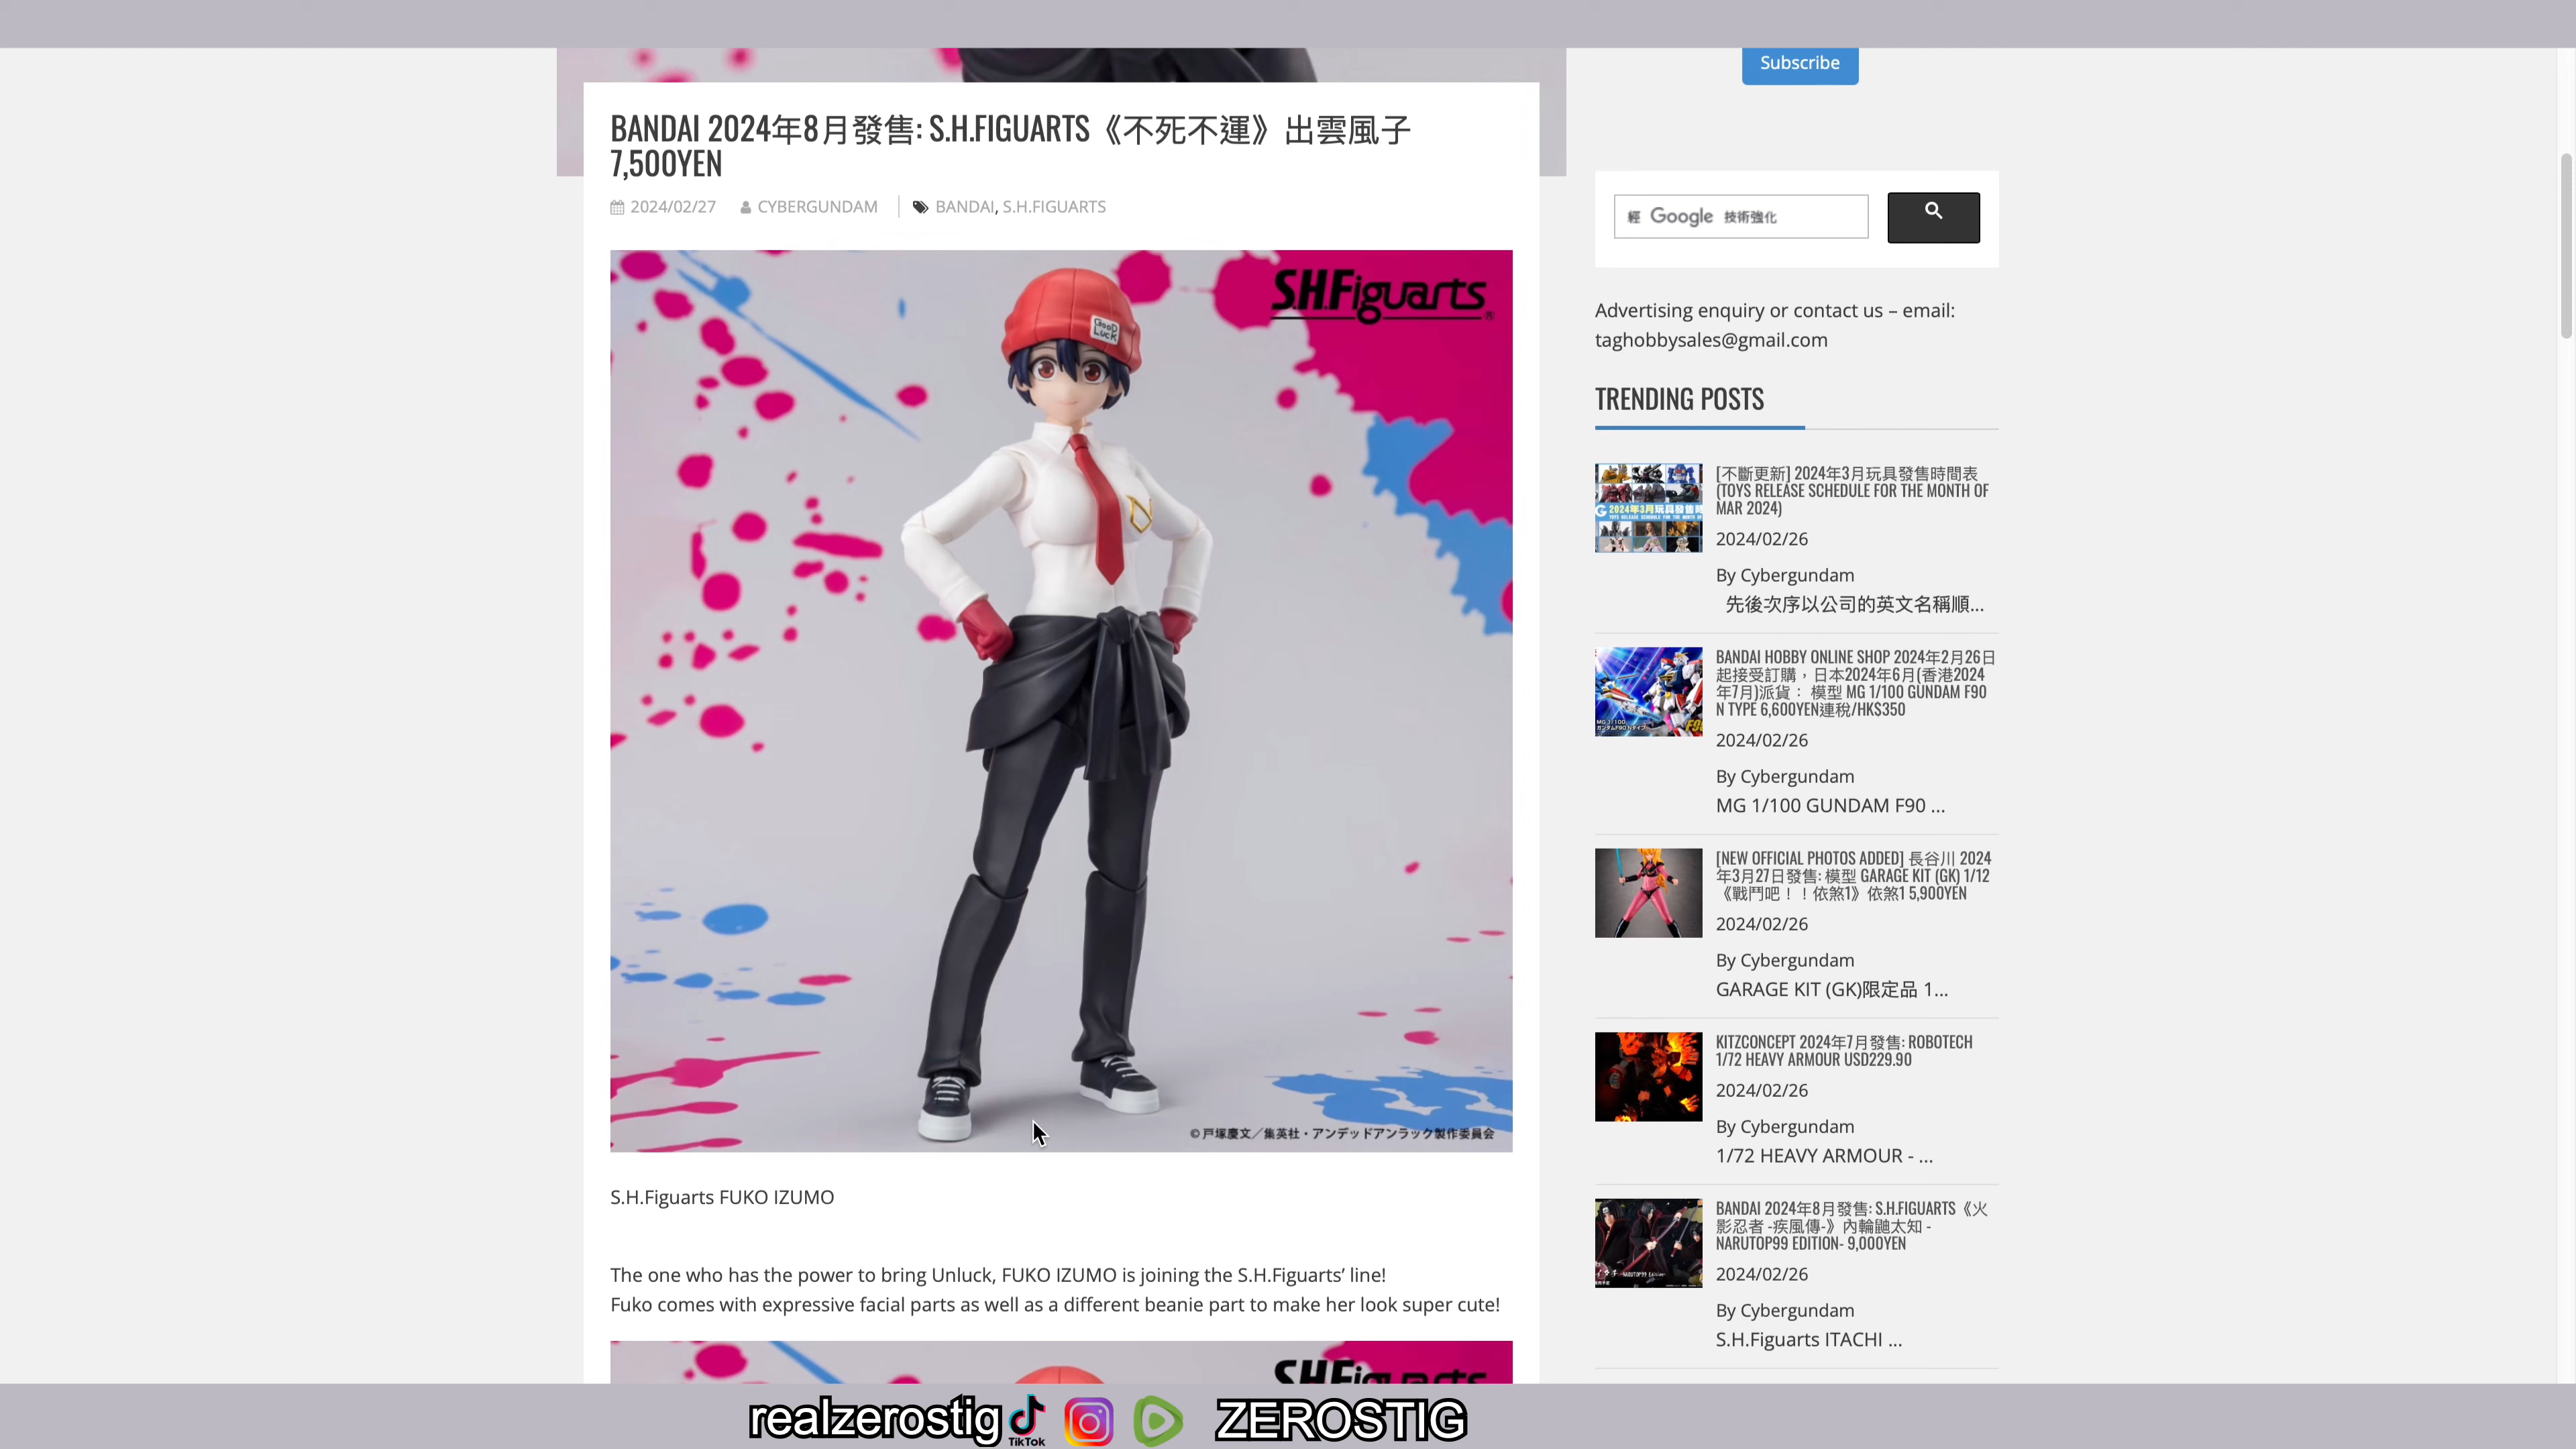 Subscribe
BANDAI 2024年8月發售: S.H.FIGUARTS《不死不運》出雲風子
7,500YEN
2024/02/27 CYBERGUNDAM BANDAI, S.H.FIGUARTS
S.H.Figuarts®
GOOD
LUCK
©戸塚慶文／集英社・アンデッドアンラック製作委員会
S.H.Figuarts FUKO IZUMO
The one who has the power to bring Unluck, FUKO IZUMO is joining the S.H.Figuarts’ line!
Fuko comes with expressive facial parts as well as a different beanie part to make her look super cute!
S.H.Figuarts
經 Google 技術強化
Advertising enquiry or contact us – email:
taghobbysales@gmail.com
TRENDING POSTS
[不斷更新] 2024年3月玩具發售時間表
(TOYS RELEASE SCHEDULE FOR THE MONTH OF
MAR 2024)
2024/02/26
By Cybergundam
先後次序以公司的英文名稱順...
BANDAI HOBBY ONLINE SHOP 2024年2月26日
起接受訂購，日本2024年6月(香港2024
年7月)派貨： 模型 MG 1/100 GUNDAM F90
N TYPE 6,600YEN連稅/HK$350
2024/02/26
By Cybergundam
MG 1/100 GUNDAM F90 ...
[NEW OFFICIAL PHOTOS ADDED] 長谷川 2024
年3月27日發售: 模型 GARAGE KIT (GK) 1/12
《戰鬥吧！！依煞1》依煞1 5,900YEN
2024/02/26
By Cybergundam
GARAGE KIT (GK)限定品 1...
KITZCONCEPT 2024年7月發售: ROBOTECH
1/72 HEAVY ARMOUR USD229.90
2024/02/26
By Cybergundam
1/72 HEAVY ARMOUR - ...
BANDAI 2024年8月發售: S.H.FIGUARTS《火
影忍者 -疾風傳-》內輪鼬太知 -
NARUTOP99 EDITION- 9,000YEN
2024/02/26
By Cybergundam
S.H.Figuarts ITACHI ...
realzerostig TikTok ZEROSTIG